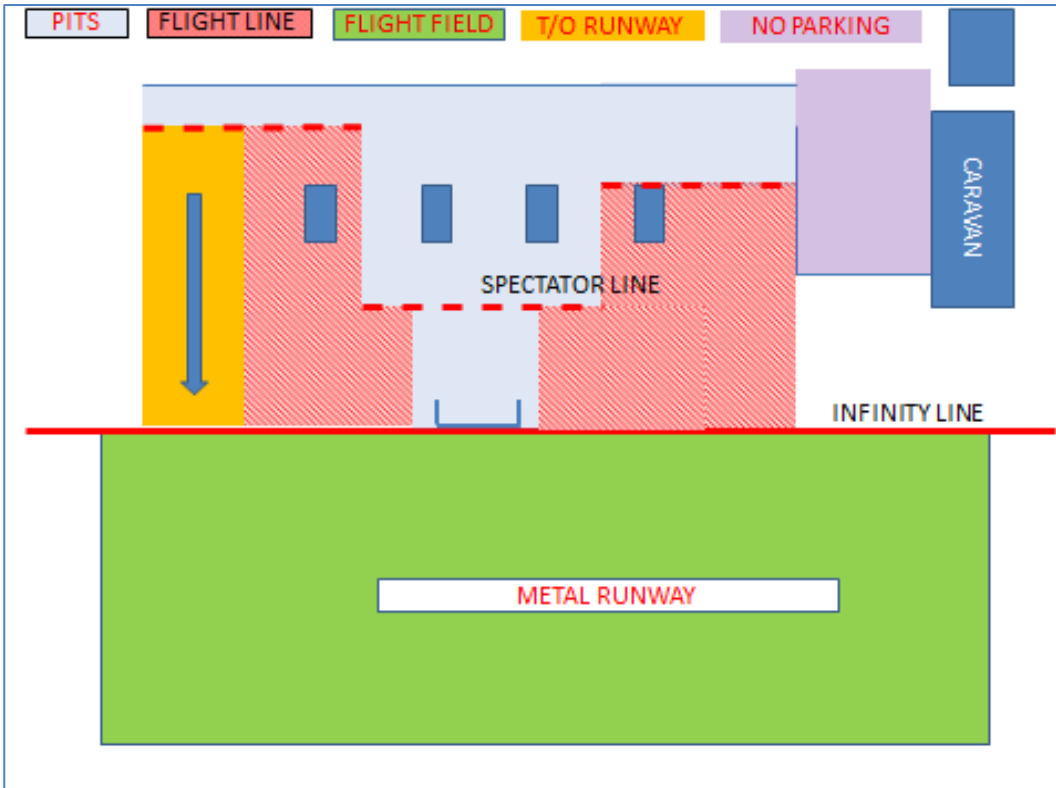 PITS
FLIGHT LINE
FLIGHT FIELD
T/O RUNWAY
NO PARKING
CARAVAN
SPECTATOR LINE
INFINITY LINE
METAL RUNWAY